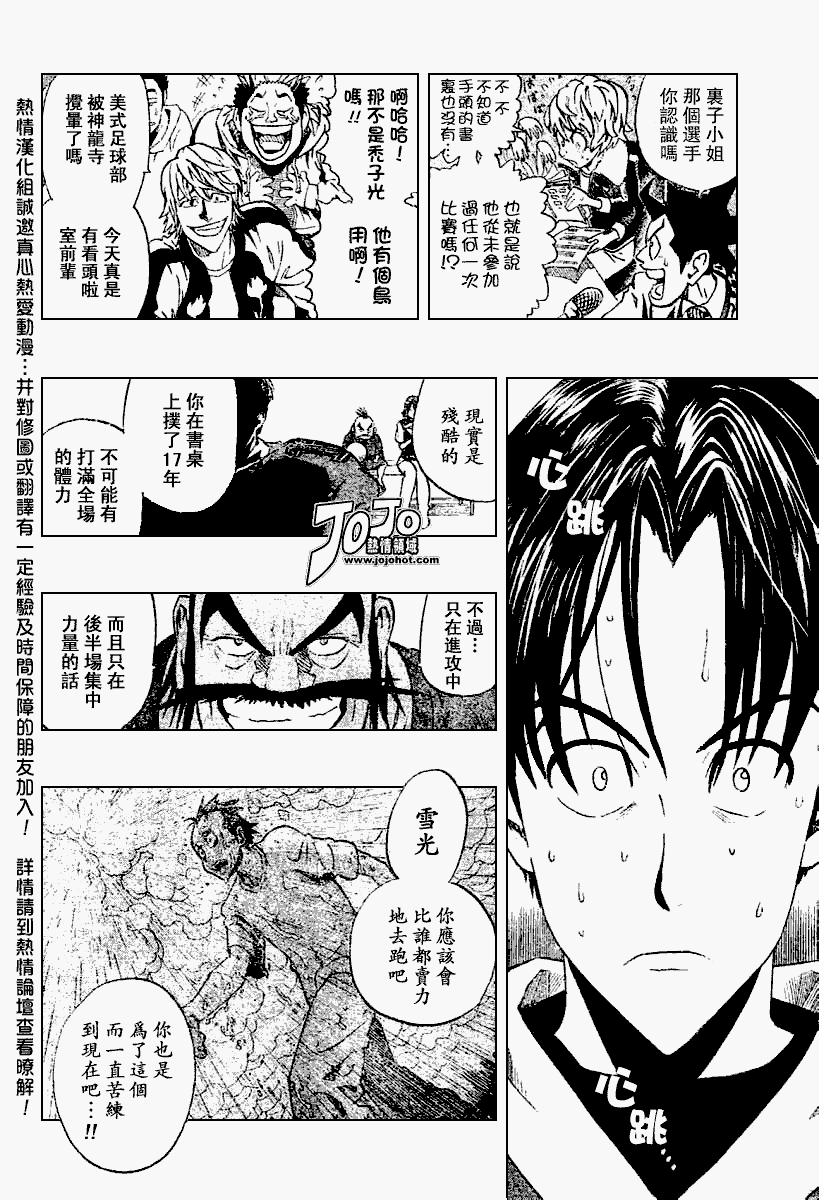 裏子小姐
那個選手
你認識嗎
不不
不知道
手頭的書
裏也沒有…
也就是說
他從未參加
過任何一次
比賽嗎!?
啊哈哈！
那不是禿子光
嗎!!
他有個鳥
用啊！
美式足球部
被神龍寺
攪暈了嗎
今天真是
有看頭啦
室前輩
心跳
心跳…
現實是
殘酷的
你在書桌
上撲了17年
不可能有
打滿全場
的體力
JOJO
熱情領域
www.jojohot.com
不過…
只在進攻中
而且只在
後半場集中
力量的話
雪光
你應該會
比誰都賣力
地去跑吧
你也是
爲了這個
而一直苦練
到現在吧…!!
熱情漢化組誠邀真心熱愛動漫…并對修圖或翻譯有一定經驗及時間保障的朋友加入！ 詳情請到熱情論壇查看暸解！